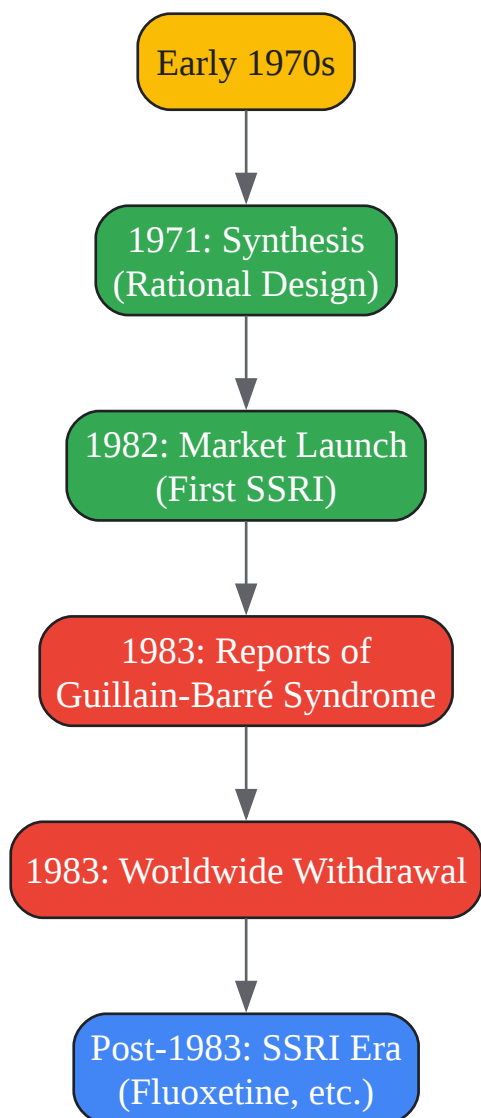 Early 1970s
1971: Synthesis
(Rational Design)
1982: Market Launch
(First SSRI)
1983: Reports of
Guillain-Barré Syndrome
1983: Worldwide Withdrawal
Post-1983: SSRI Era
(Fluoxetine, etc.)